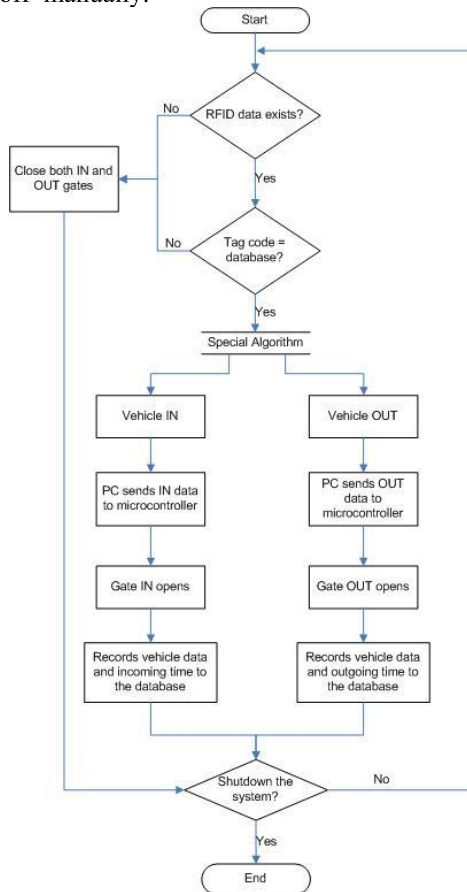 off manually.
Start
RFID data exists?
No
Yes
Close both IN and
OUT gates
Tag code =
database?
No
Yes
Special Algorithm
Vehicle IN
Vehicle OUT
PC sends IN data
to microcontroller
PC sends OUT
data to
microcontroller
Gate IN opens
Gate OUT opens
Records vehicle data
and incoming time to
the database
Records vehicle data
and outgoing time to
the database
Shutdown the
system?
No
Yes
End